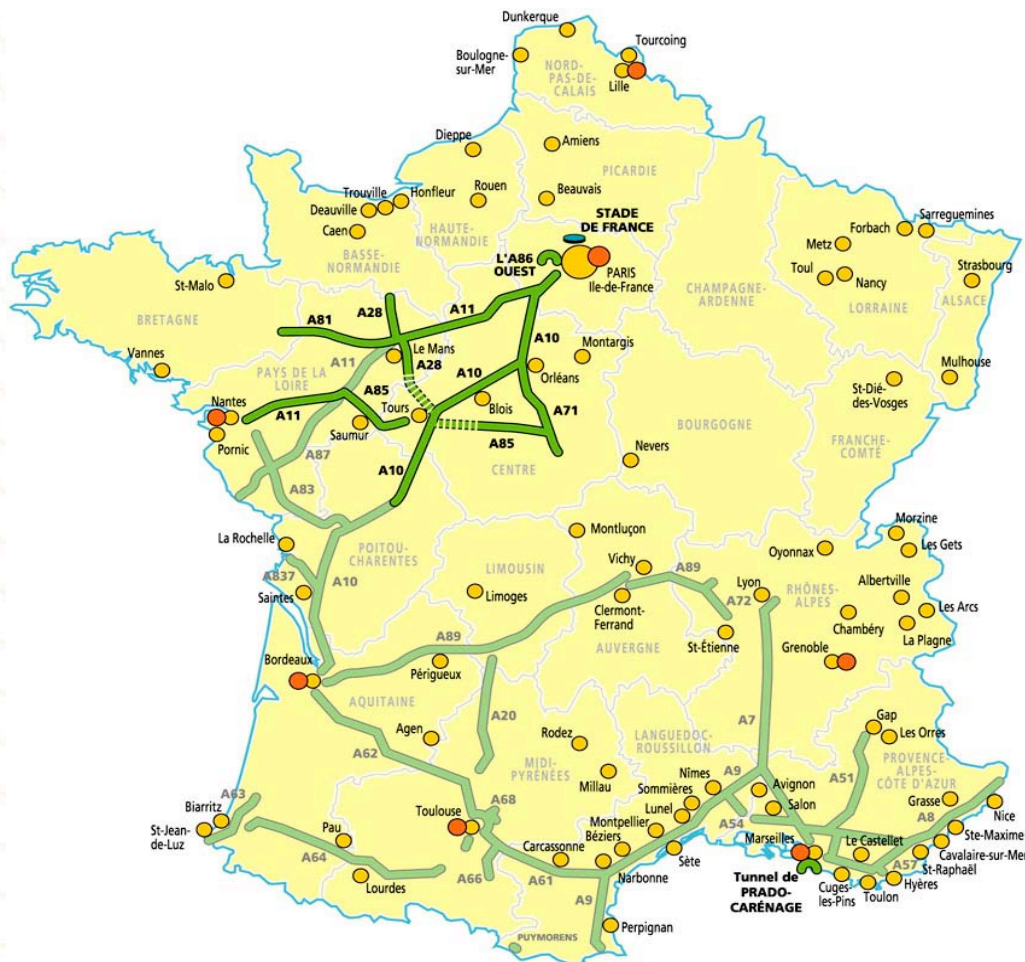 Dunkerque
Tourcoing
Boulogne-
sur-Mer
NORD-
PAS-DE-
CALAIS
Lille
Dieppe
Amiens
PICARDIE
Trouville
Honfleur
Rouen
Beauvais
Deauville
Caen
HAUTE-
NORMANDIE
BASSE-
NORMANDIE
STADE
DE FRANCE
L'A86
OUEST
PARIS
Ile-de-France
Forbach
Sarreguemines
Metz
Toul
Nancy
Strasbourg
LORRAINE
ALSACE
CHAMPAGNE-
ARDENNE
St-Malo
BRETAGNE
A81
A28
A11
A10
Vannes
A11
Le Mans
A28
A10
Montargis
Orléans
PAYS DE LA
LOIRE
A85
Tours
Blois
A71
St-Dié-
des-Vosges
Mulhouse
Nantes
A11
Saumur
A85
BOURGOGNE
Pornic
A87
A10
CENTRE
Nevers
FRANCHE-
COMTÉ
A83
La Rochelle
POITOU-
CHARENTES
Montluçon
Oyonnax
Morzine
Les Gets
A837
A10
Saintes
LIMOUSIN
Limoges
Vichy
A89
Clermont-
Ferrand
Lyon
A72
RHÔNES-
ALPES
Albertville
Les Arcs
Chambéry
La Plagne
A89
AUVERGNE
St-Étienne
Grenoble
Bordeaux
Périgueux
AQUITAINE
A20
A7
Agen
Rodez
LANGUEDOC-
ROUSSILLON
Gap
Les Orres
A62
MIDI-
PYRÉNÉES
Millau
Nîmes
A9
A51
PROVENCE-
ALPES-
CÔTE D'AZUR
A63
Biarritz
St-Jean-
de-Luz
Pau
Toulouse
A68
Sommières
Lunel
Montpellier
Béziers
Avignon
Salon
A54
Grasse
A8
Nice
Marseilles
Le Castellet
Ste-Maxime
Cavalaire-sur-Mer
St-Raphaël
A57
Hyères
Toulon
Cuges-
les-Pins
A64
Lourdes
A66
Carcassonne
A61
Narbonne
Sète
A9
Tunnel de
PRADO-
CARÉNAGE
Perpignan
PUYMORENS